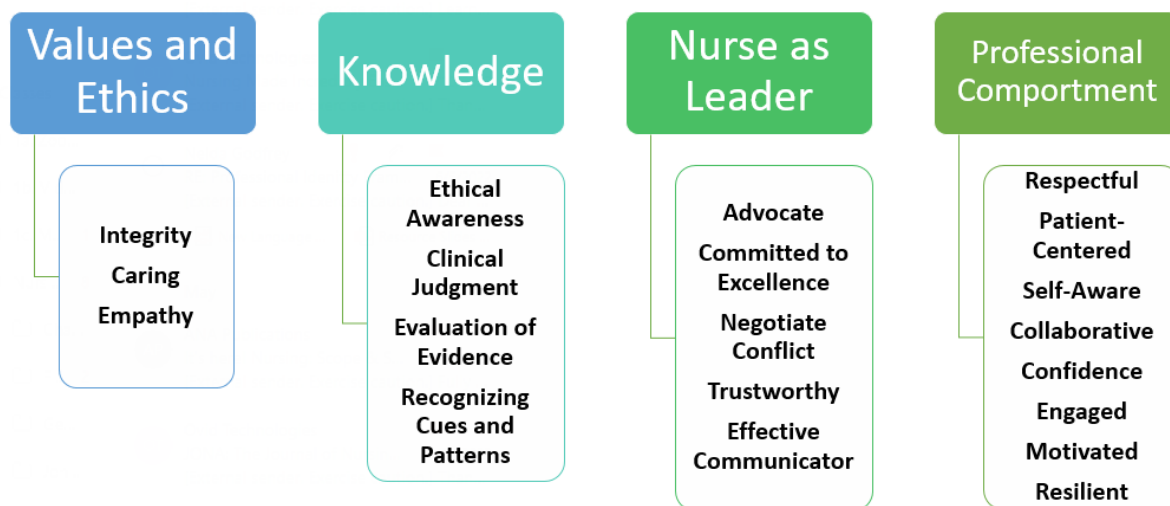 Values and
Ethics
Integrity
Caring
Empathy
Knowledge
Ethical
Awareness
Clinical
Judgment
Evaluation of
Evidence
Recognizing
Cues and
Patterns
Nurse as
Leader
Advocate
Committed to
Excellence
Negotiate
Conflict
Trustworthy
Effective
Communicator
Professional
Comportment
Respectful
Patient-
Centered
Self-Aware
Collaborative
Confidence
Engaged
Motivated
Resilient